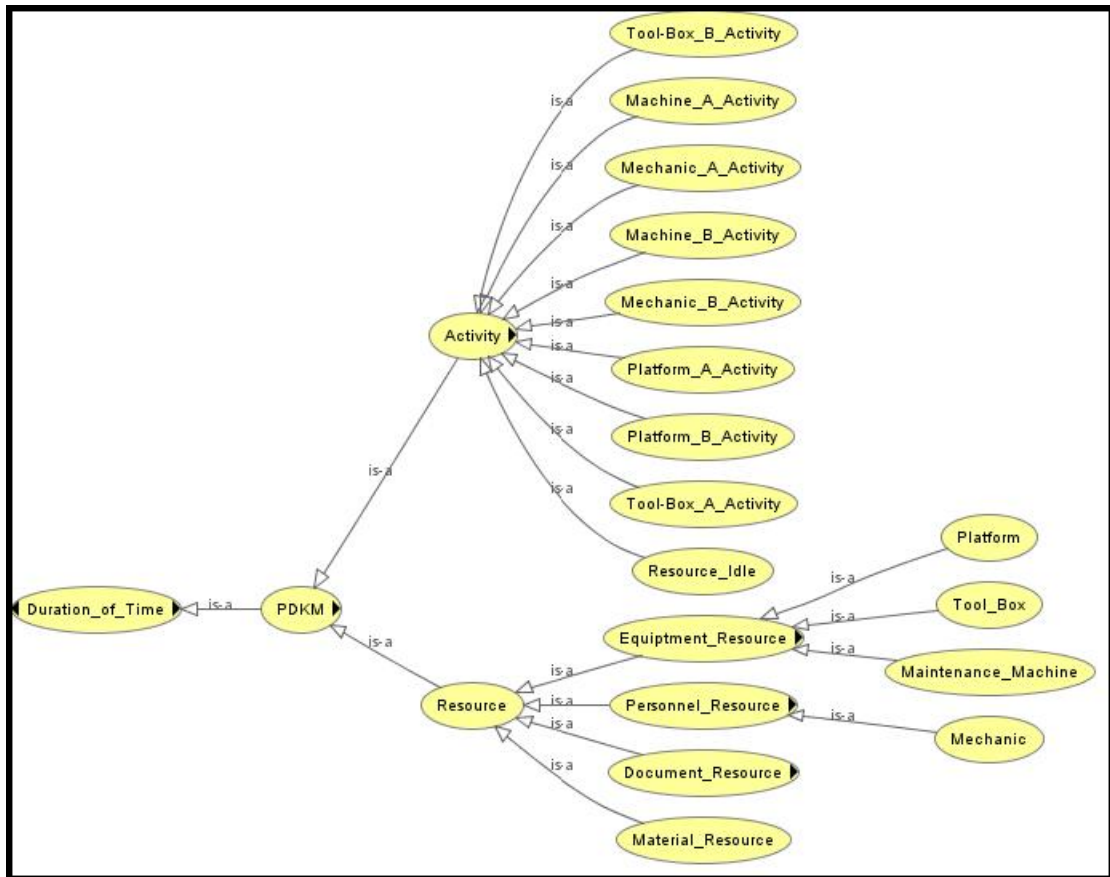 Tool-Box_B_Activity
is-a
Machine_A_Activity
is-a
Mechanic_A_Activity
is-a
Machine_B_Activity
is-a
Mechanic_B_Activity
is-a
Activity
is-a
Platform_A_Activity
is-a
Platform_B_Activity
is-a
Tool-Box_A_Activity
is-a
Resource_Idle
is-a
Duration_of_Time
is-a
PDKM
is-a
Resource
is-a
Equiptment_Resource
is-a
Platform
is-a
Tool_Box
is-a
Maintenance_Machine
is-a
Personnel_Resource
is-a
Mechanic
is-a
Document_Resource
is-a
Material_Resource